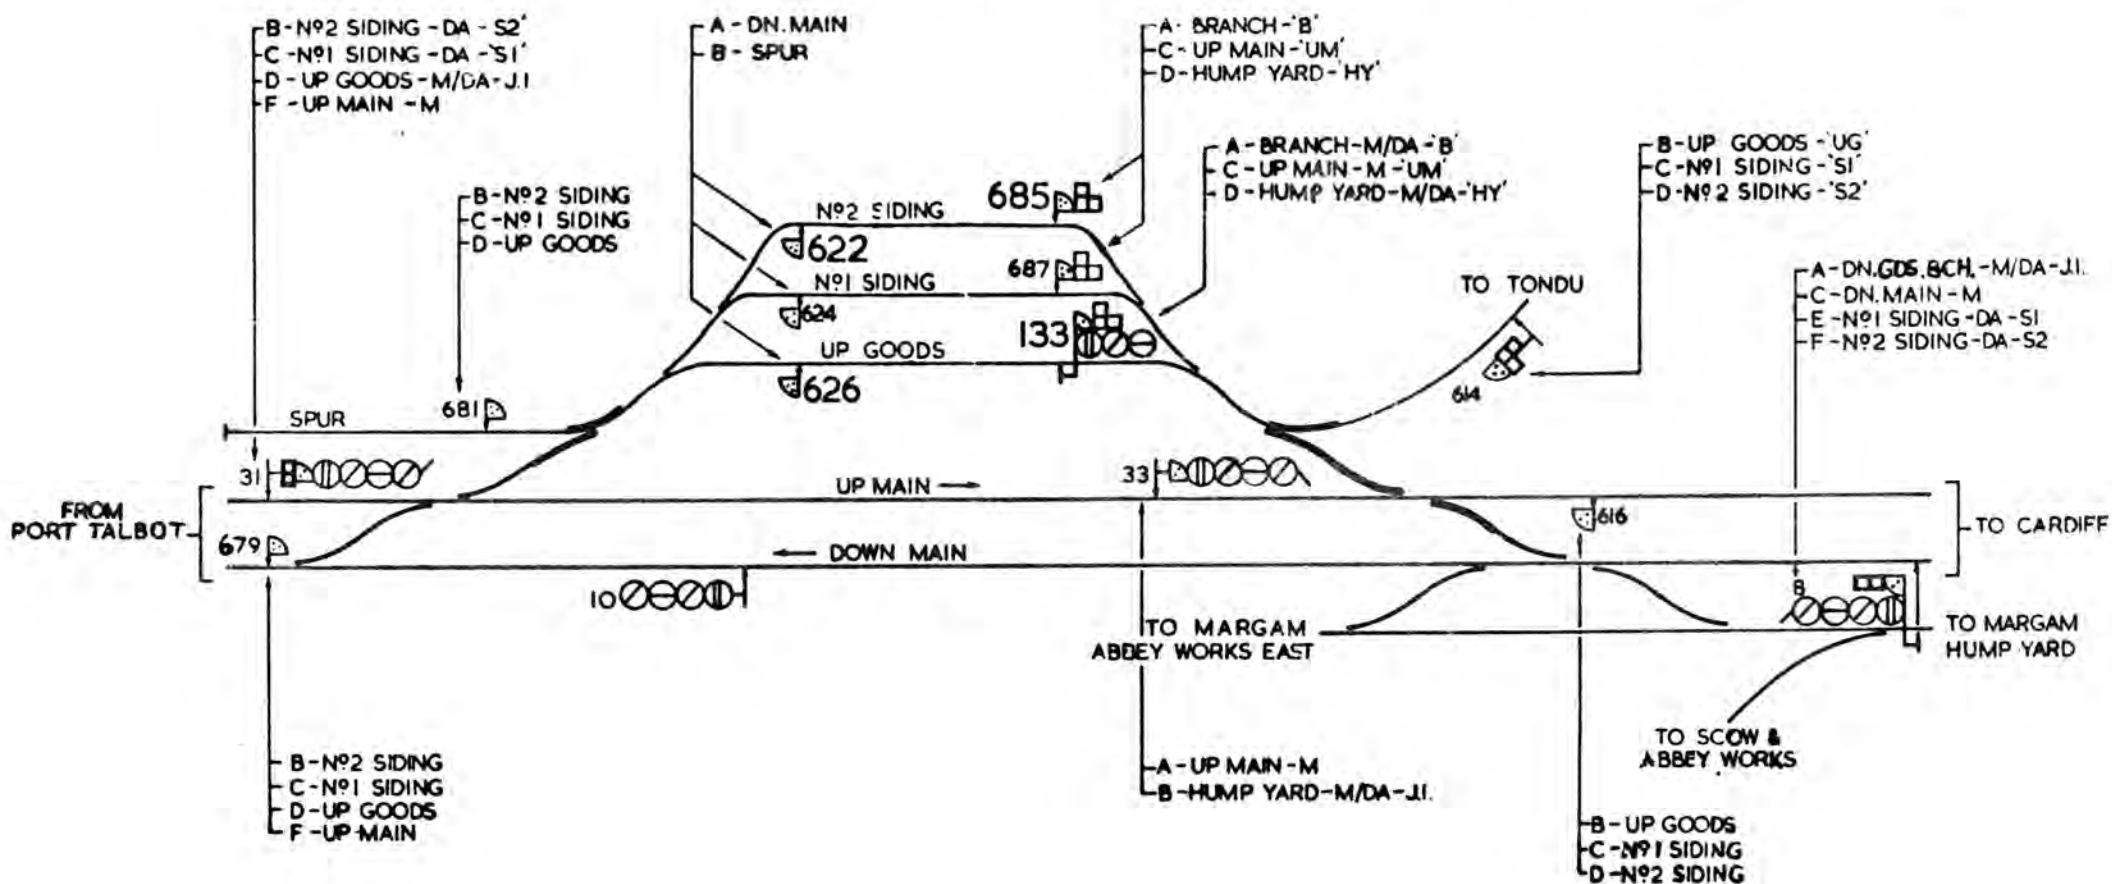 B-Nº2 SIDING-DA-S2'
C-Nº1 SIDING-DA-'S1'
D-UP GOODS-M/DA-J.I
F-UP MAIN-M
A-DN.MAIN
B-SPUR
A-BRANCH-'B'
C-UP MAIN-'UM'
D-HUMP YARD-'HY'
A-BRANCH-M/DA-'B'
C-UP MAIN-M-'UM'
D-HUMP YARD-M/DA-'HY'
B-UP GOODS-'UG'
C-Nº1 SIDING-'S1'
D-Nº2 SIDING-'S2'
B-Nº2 SIDING
C-Nº1 SIDING
D-UP GOODS
685
Nº2 SIDING
622
687
Nº1 SIDING
624
133
UP GOODS
626
TO TONDU
614
A-DN.GDS.BCH.-M/DA-J.I.
C-DN.MAIN-M
E-Nº1 SIDING-DA-S1
F-Nº2 SIDING-DA-S2
681
SPUR
31
UP MAIN
33
FROM
PORT TALBOT
679
DOWN MAIN
616
TO CARDIFF
10
8
TO MARGAM
ABBEY WORKS EAST
TO MARGAM
HUMP YARD
TO SCOW &
ABBEY WORKS
B-Nº2 SIDING
C-Nº1 SIDING
D-UP GOODS
F-UP MAIN
A-UP MAIN-M
B-HUMP YARD-M/DA-J.I.
B-UP GOODS
C-Nº1 SIDING
D-Nº2 SIDING